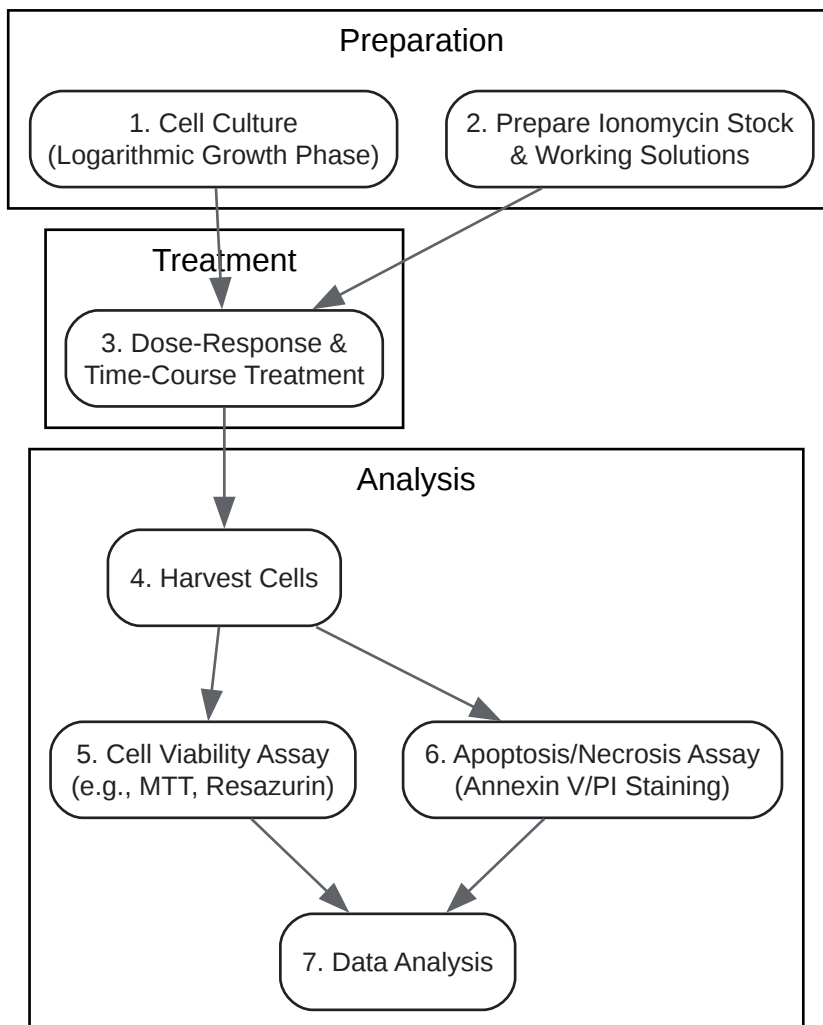 Preparation
1. Cell Culture
(Logarithmic Growth Phase)
2. Prepare Ionomycin Stock
& Working Solutions
Treatment
3. Dose-Response &
Time-Course Treatment
Analysis
4. Harvest Cells
5. Cell Viability Assay
(e.g., MTT, Resazurin)
6. Apoptosis/Necrosis Assay
(Annexin V/PI Staining)
7. Data Analysis